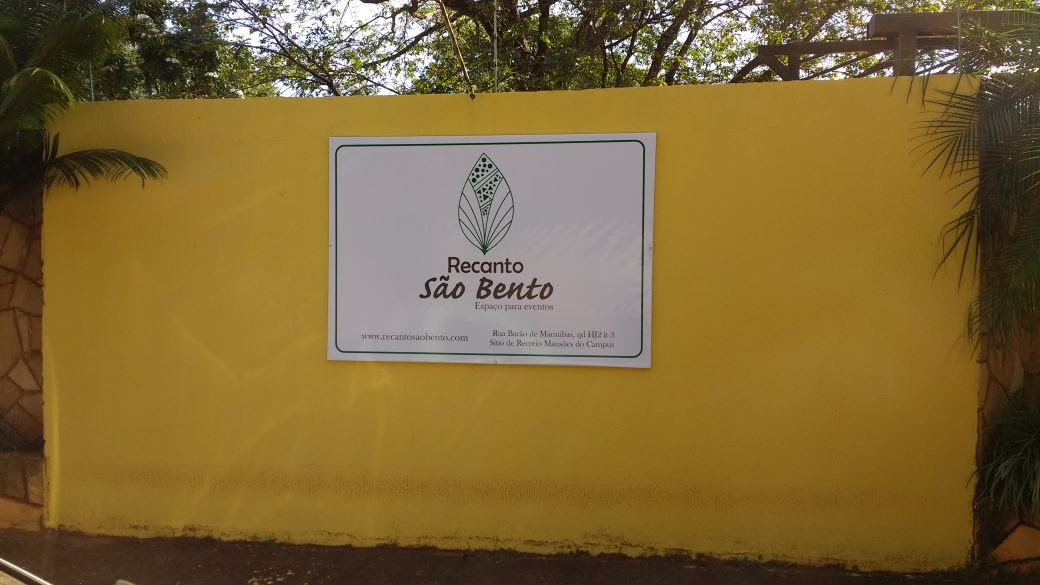 Recanto
São Bento
Espaço para eventos
www.recantosaobento.com
Rua Barão de Macaúbas, qd HJ2 lt 3
Sítio de Recreio Mansões do Campus